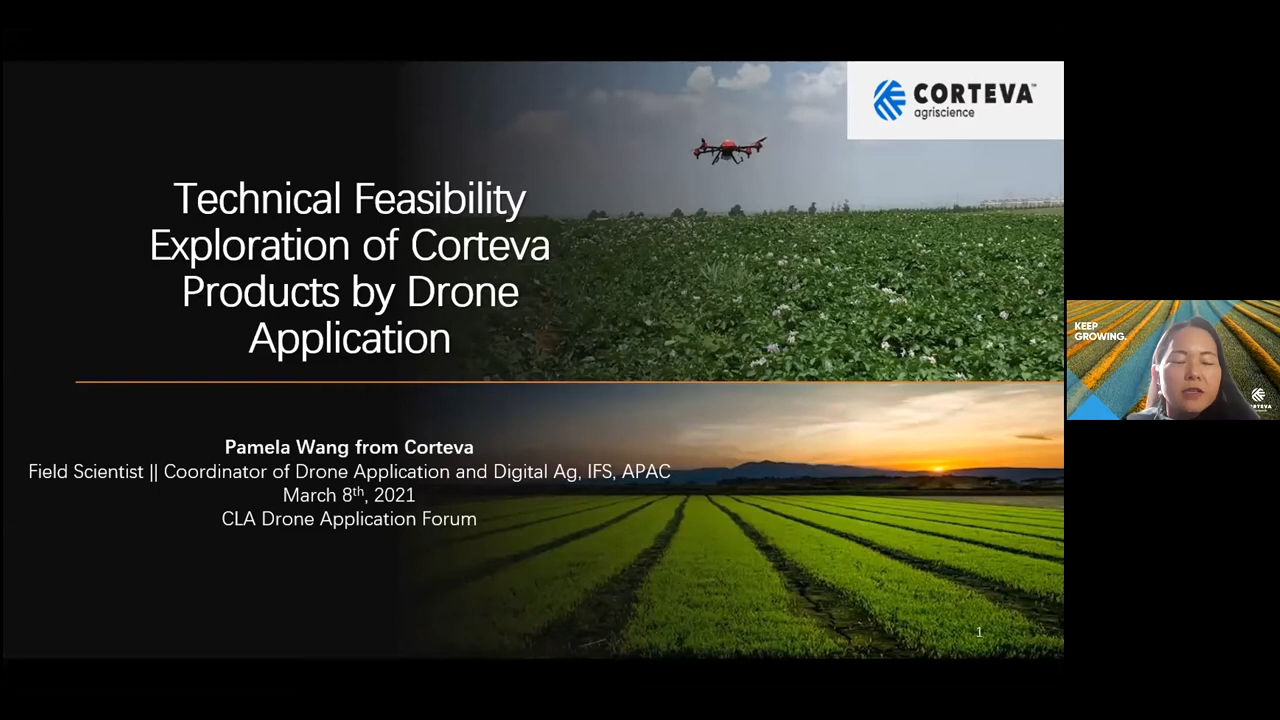 CORTEVA™
agriscience
Technical Feasibility
Exploration of Corteva
Products by Drone
Application
Pamela Wang from Corteva
Field Scientist || Coordinator of Drone Application and Digital Ag, IFS, APAC
March 8th, 2021
CLA Drone Application Forum
1
KEEP
GROWING.